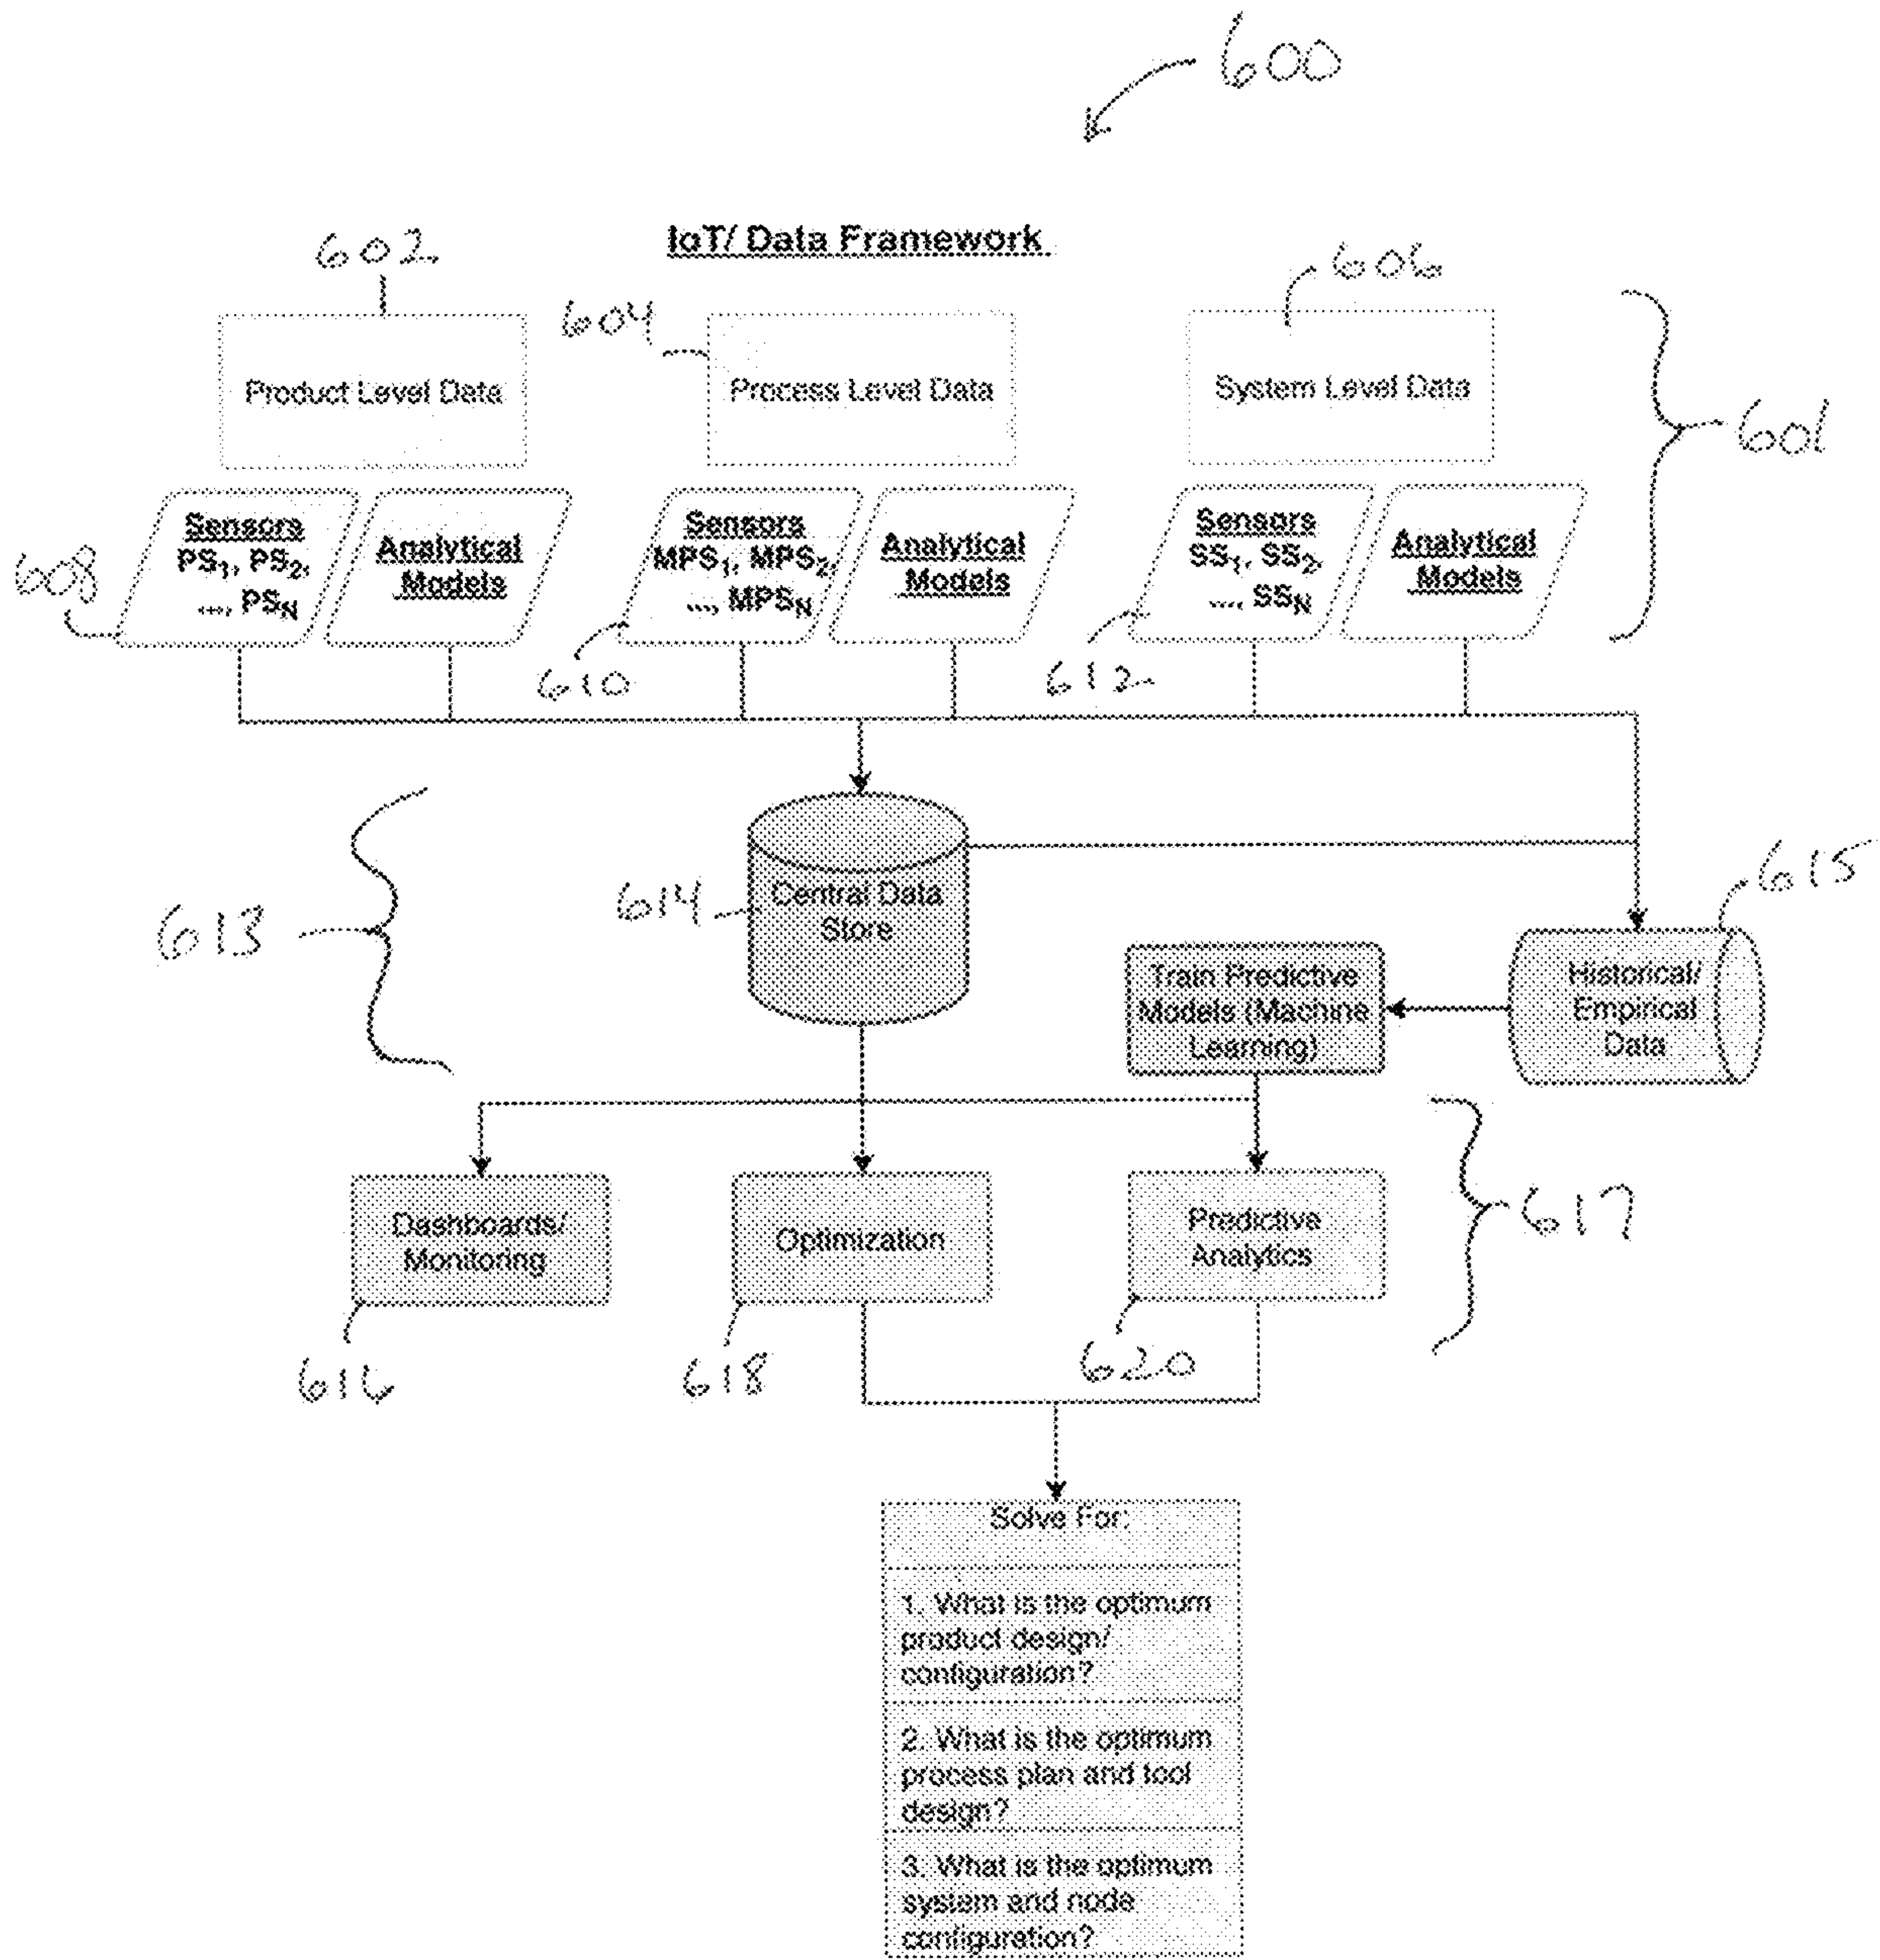 600
IoT/ Data Framework
602
604
606
601
Product Level Data
Process Level Data
System Level Data
608
Sensors
PS₁, PS₂,
..., PS_N
Analytical
Models
610
Sensors
MPS₁, MPS₂,
..., MPS_N
Analytical
Models
612
Sensors
SS₁, SS₂,
..., SS_N
Analytical
Models
613
614
Central Data
Store
615
Historical/
Empirical
Data
Train Predictive
Models (Machine
Learning)
617
Dashboards/
Monitoring
616
Optimization
618
Predictive
Analytics
620
Solve For:
1. What is the optimum
product design/
configuration?
2. What is the optimum
process plan and tool
design?
3. What is the optimum
system and node
configuration?